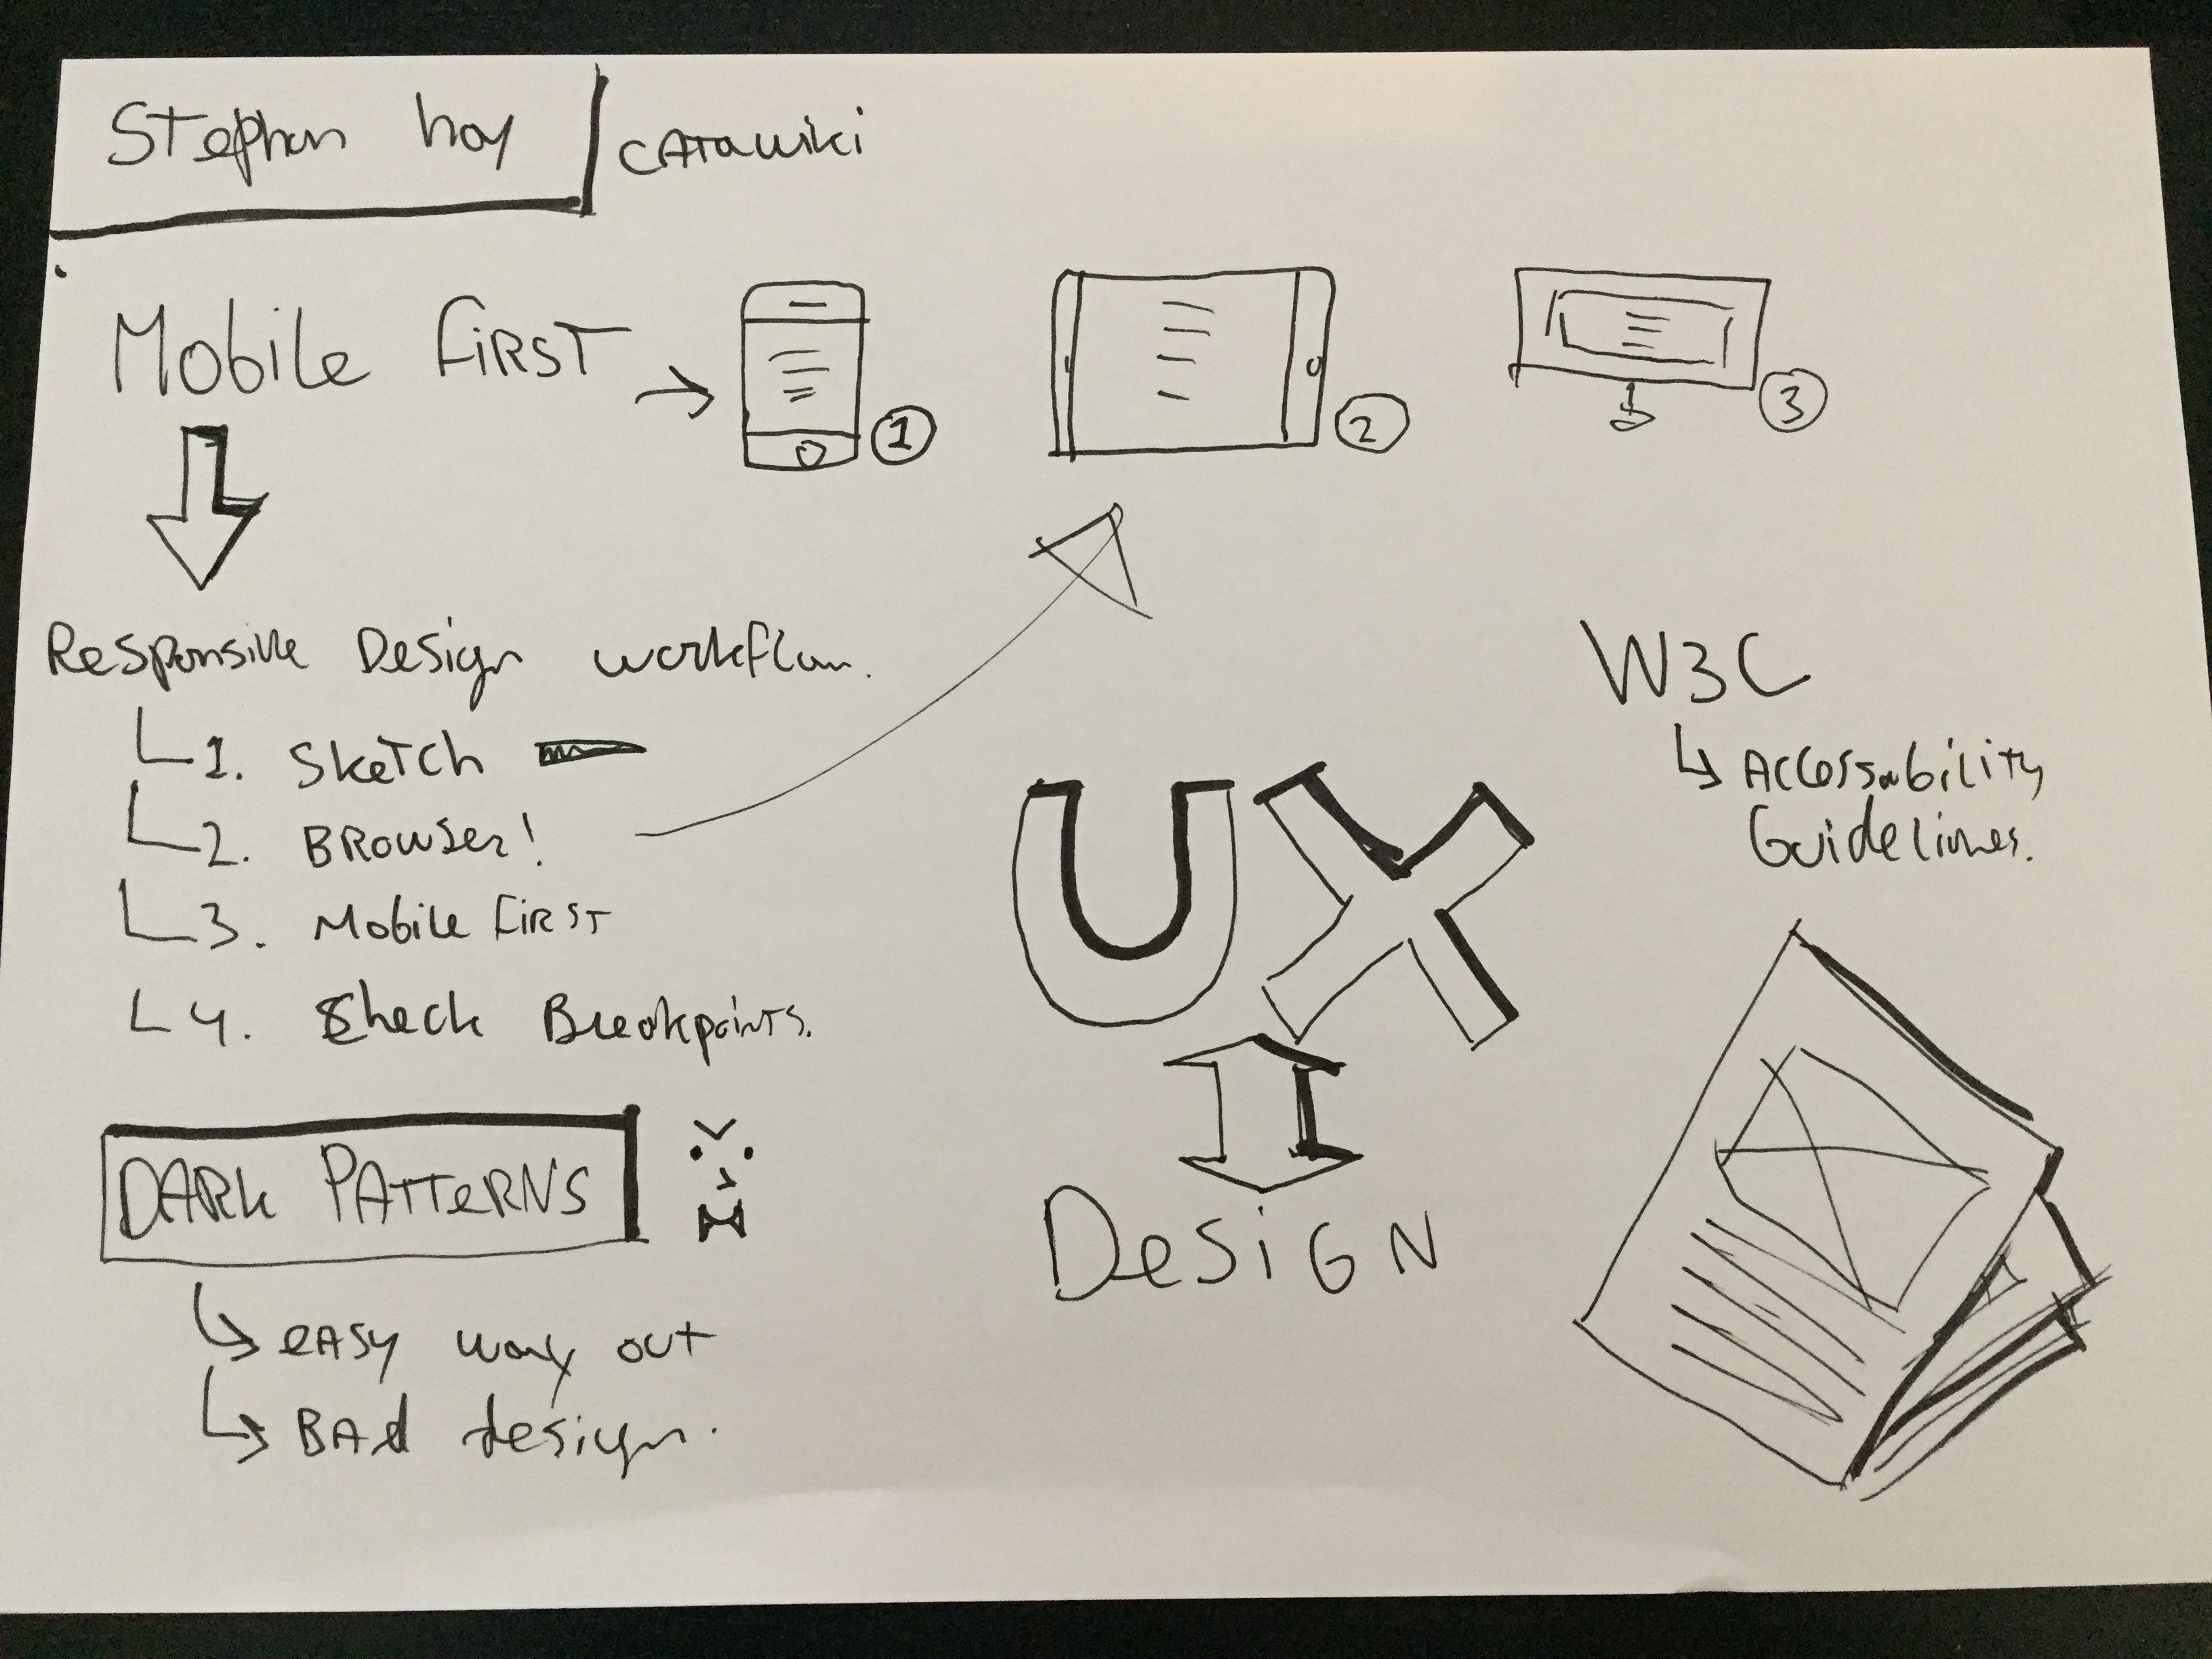 Stephan hay
CATAwiki
Mobile FiRST
1
2
3
Responsive Design workflow.
1. SkeTch
2. BROWSER!
3. Mobile FiRST
4. Check Breakpoints.
W3C
Accessability
Guidelines.
UX
DeSiGN
DARK PATTERNS
eASY way out
BAd design.